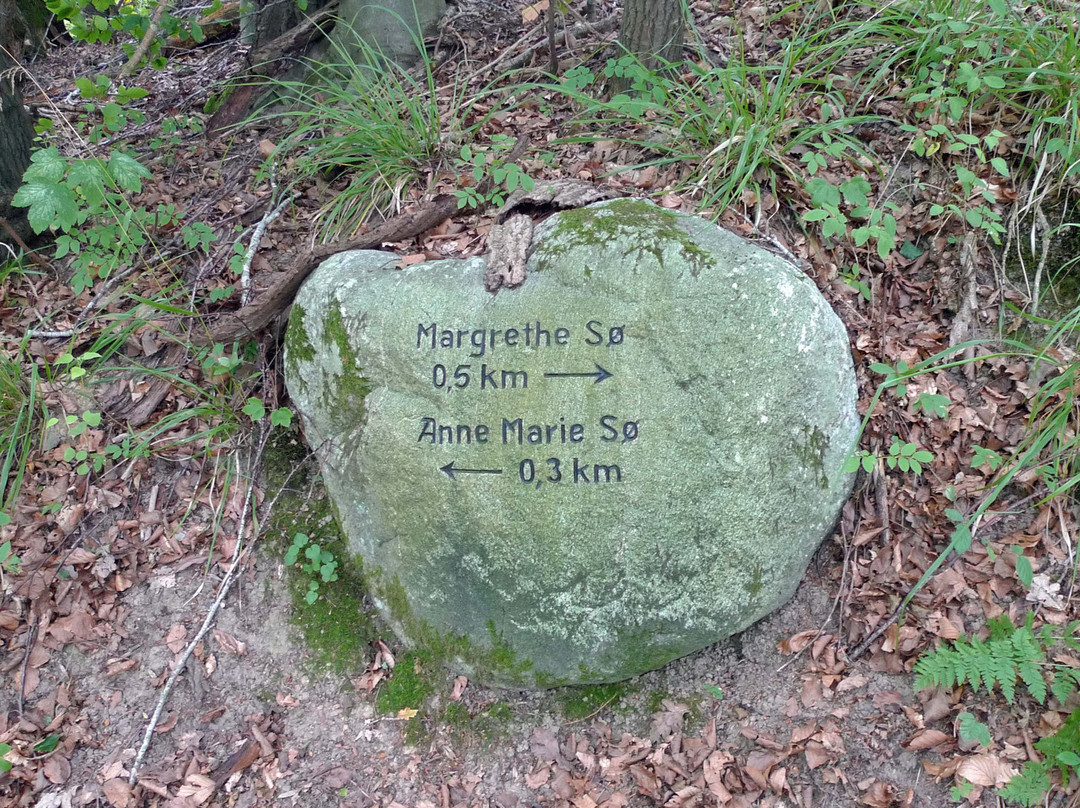 Margrethe Sø
0,5 km →
Anne Marie Sø
← 0,3 km